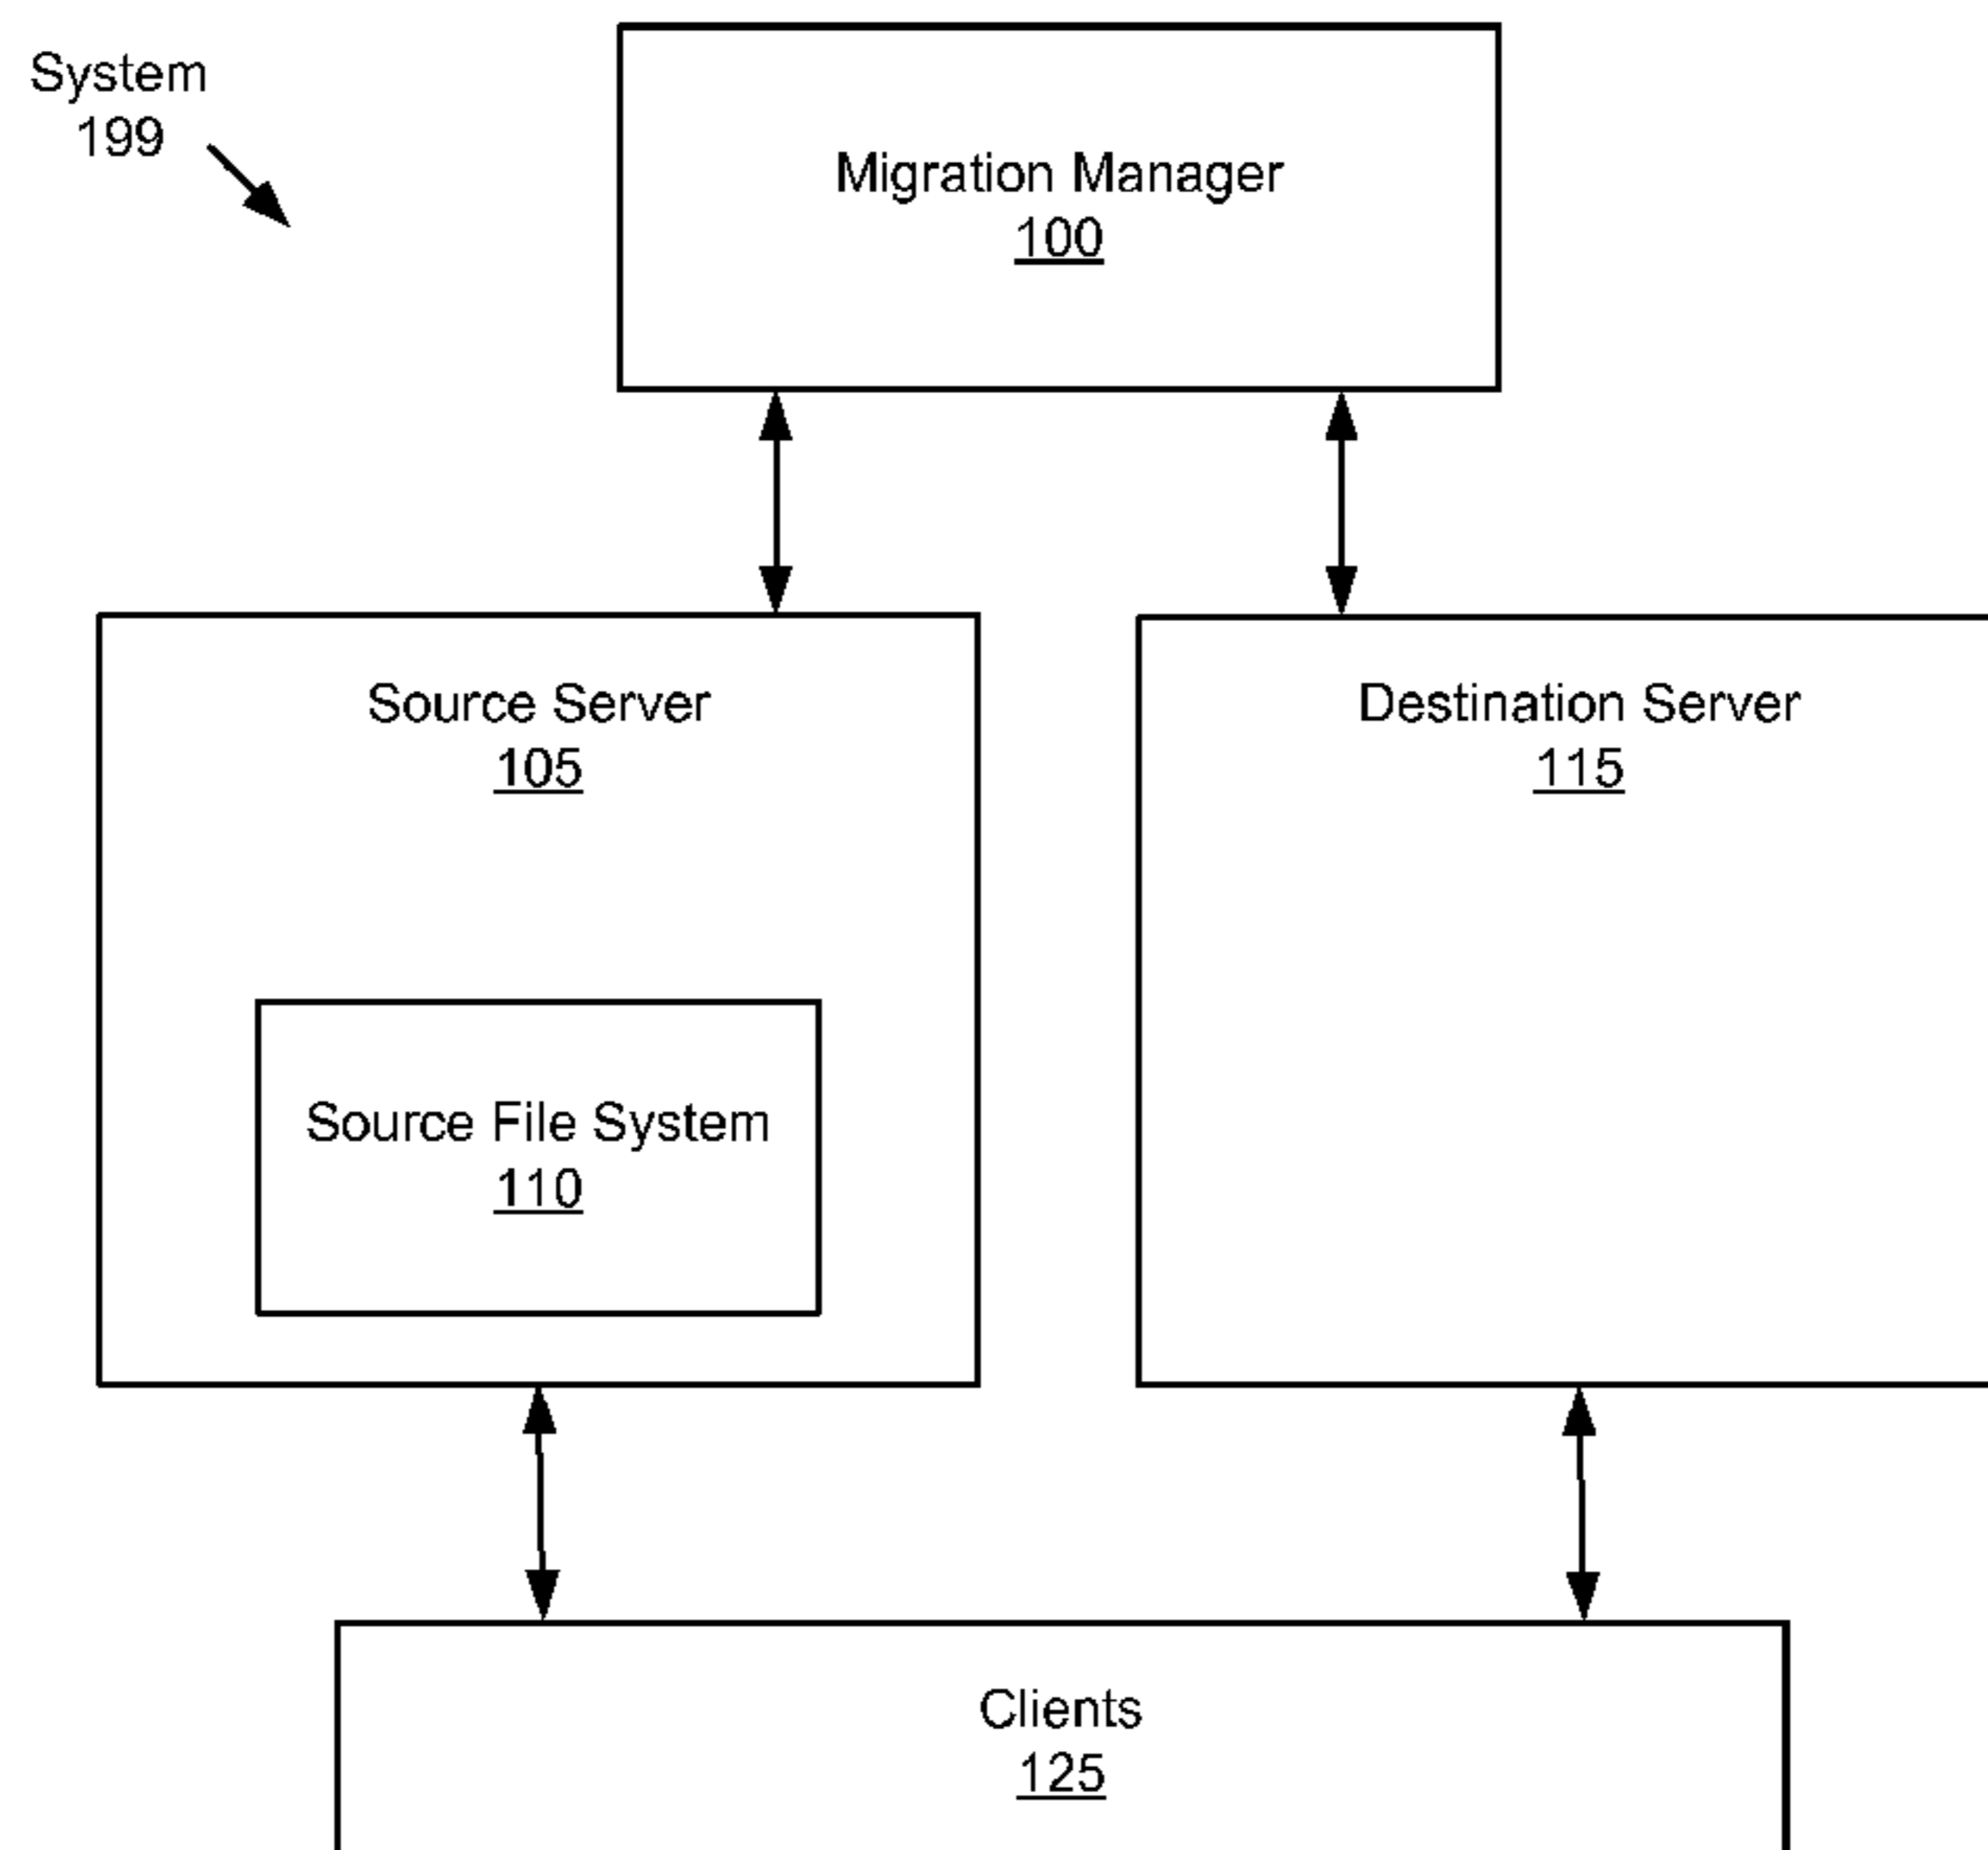 System
199
Migration Manager
100
Source Server
105
Destination Server
115
Source File System
110
Clients
125